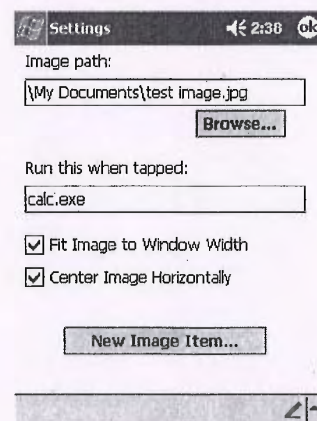 Settings 2:38 ok
Image path:
\My Documents\test image.jpg
Browse...
Run this when tapped:
calc.exe
Fit Image to Window Width
Center Image Horizontally
New Image Item...